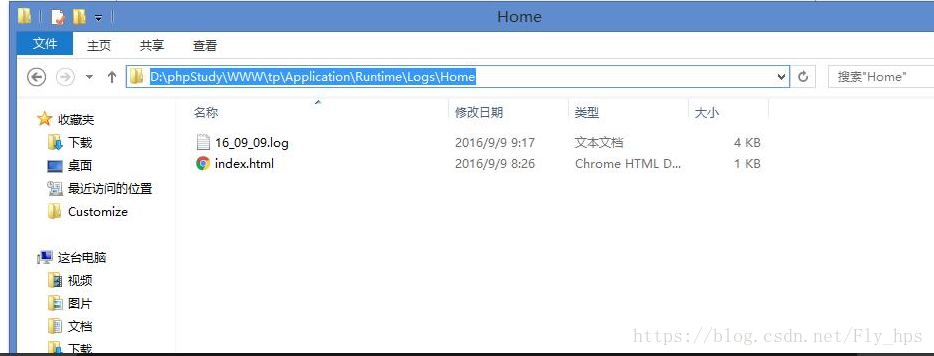 Home
文件 主页 共享 查看
D:\phpStudy\WWW\tp\Application\Runtime\Logs\Home 搜索"Home"
名称 修改日期 类型 大小
收藏夹
下载
桌面
最近访问的位置
Customize
16_09_09.log 2016/9/9 9:17 文本文档 4 KB
index.html 2016/9/9 8:26 Chrome HTML D... 1 KB
这台电脑
视频
图片
文档
下载
https://blog.csdn.net/Fly_hps